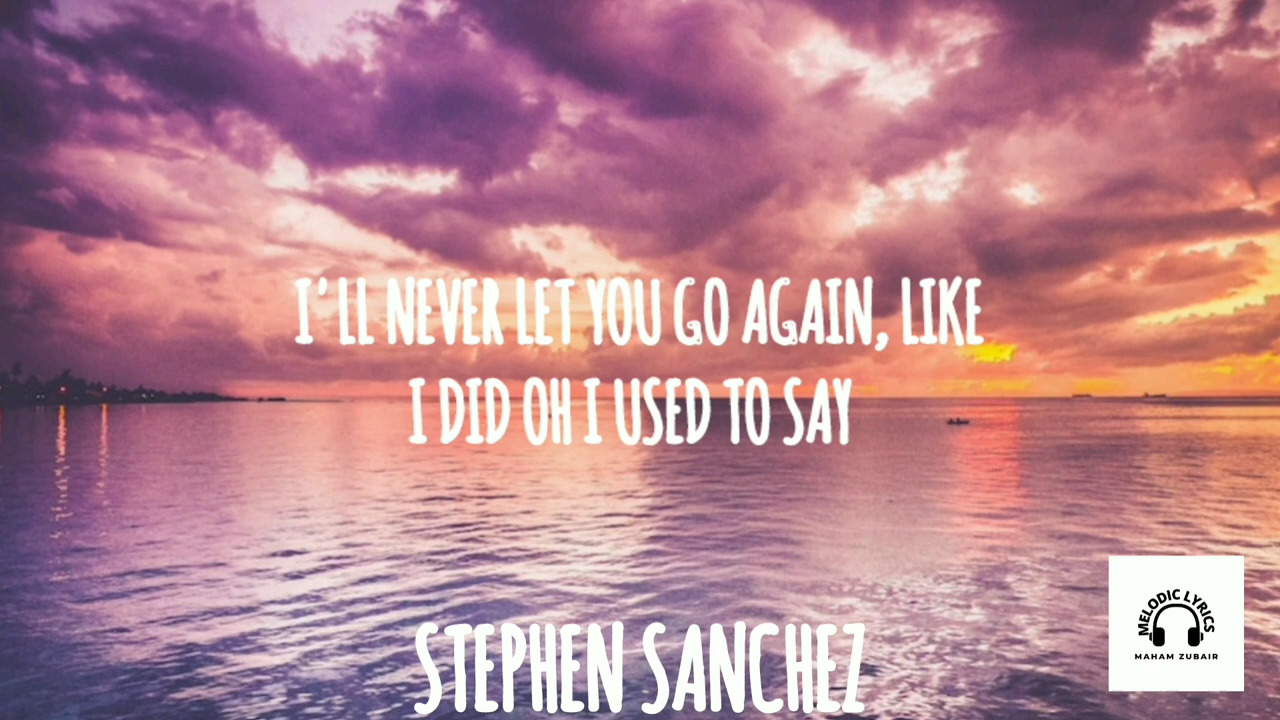 I'LL NEVER LET YOU GO AGAIN, LIKE
I DID OH I USED TO SAY
STEPHEN SANCHEZ
MELODIC LYRICS
MAHAM ZUBAIR